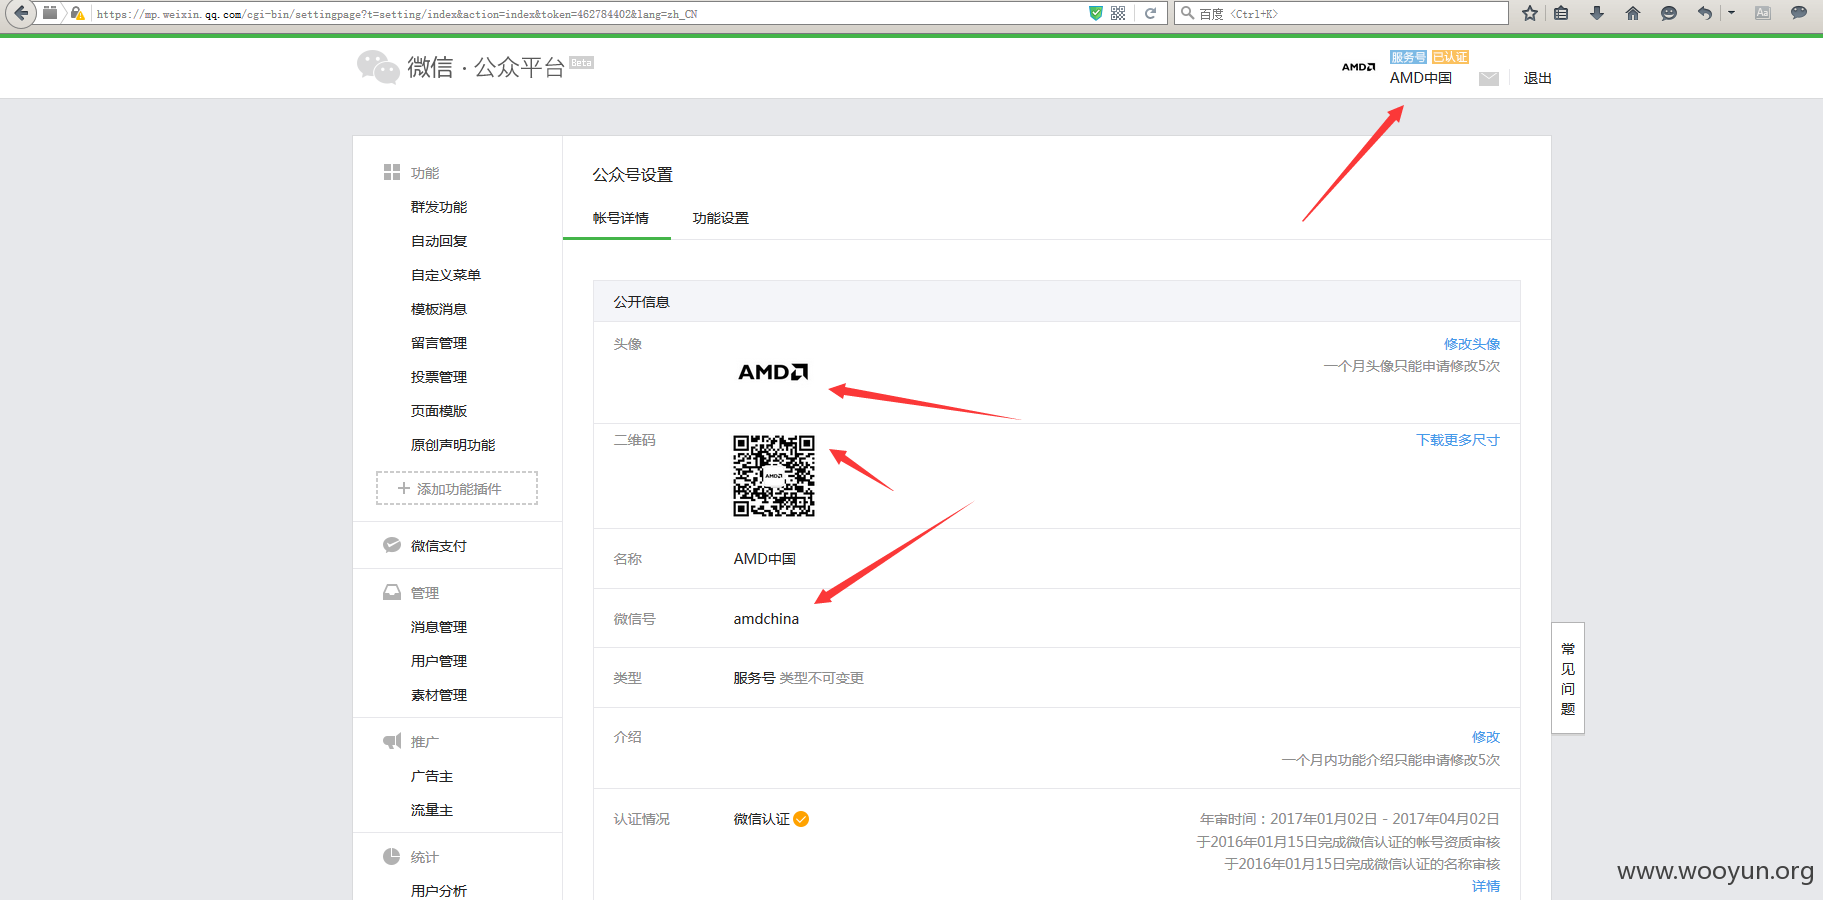 https://mp.weixin.qq.com/cgi-bin/settingpage?t=setting/index&action=index&token=462784402&lang=zh_CN
百度 <Ctrl+K>
微信·公众平台 Beta
AMD
服务号 已认证
AMD中国
退出
功能
群发功能
自动回复
自定义菜单
模板消息
留言管理
投票管理
页面模版
原创声明功能
+ 添加功能插件
微信支付
管理
消息管理
用户管理
素材管理
推广
广告主
流量主
统计
用户分析
公众号设置
帐号详情 功能设置
公开信息
头像
AMD
修改头像
一个月头像只能申请修改5次
二维码
AMD
下载更多尺寸
名称 AMD中国
微信号 amdchina
类型 服务号 类型不可变更
介绍 修改
一个月内功能介绍只能申请修改5次
认证情况 微信认证
年审时间：2017年01月02日 - 2017年04月02日
于2016年01月15日完成微信认证的帐号资质审核
于2016年01月15日完成微信认证的名称审核
详情
常见问题
www.wooyun.org